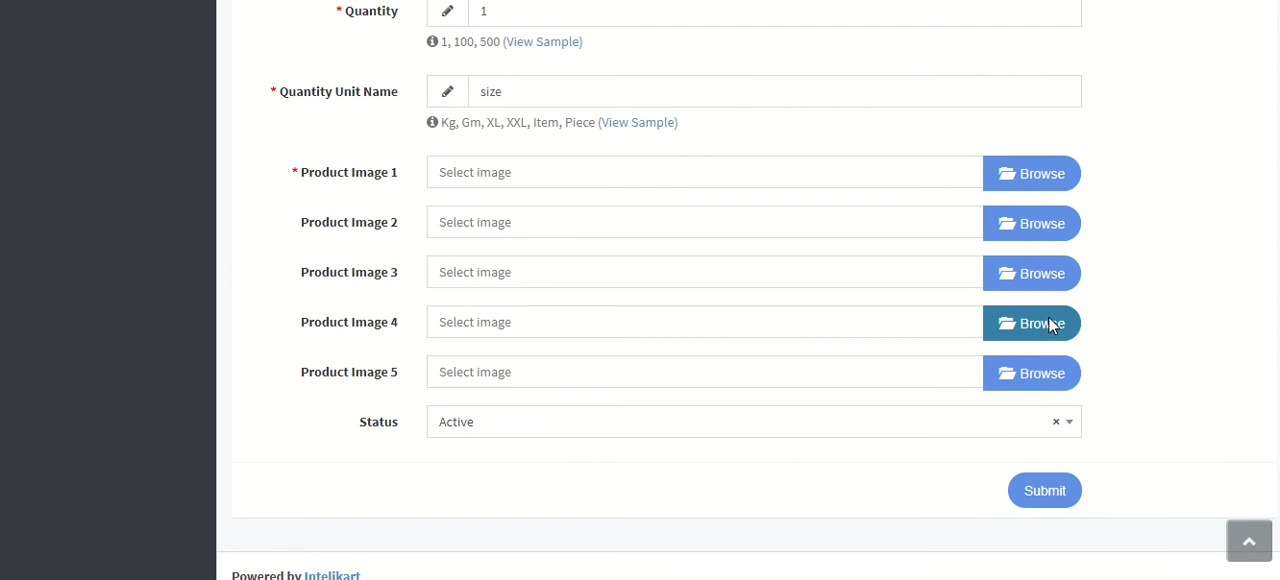 * Quantity 1
1, 100, 500 (View Sample)
* Quantity Unit Name size
Kg, Gm, XL, XXL, Item, Piece (View Sample)
* Product Image 1 Select image Browse
Product Image 2 Select image Browse
Product Image 3 Select image Browse
Product Image 4 Select image Browse
Product Image 5 Select image Browse
Status Active ×
Submit
Powered by Intelikart